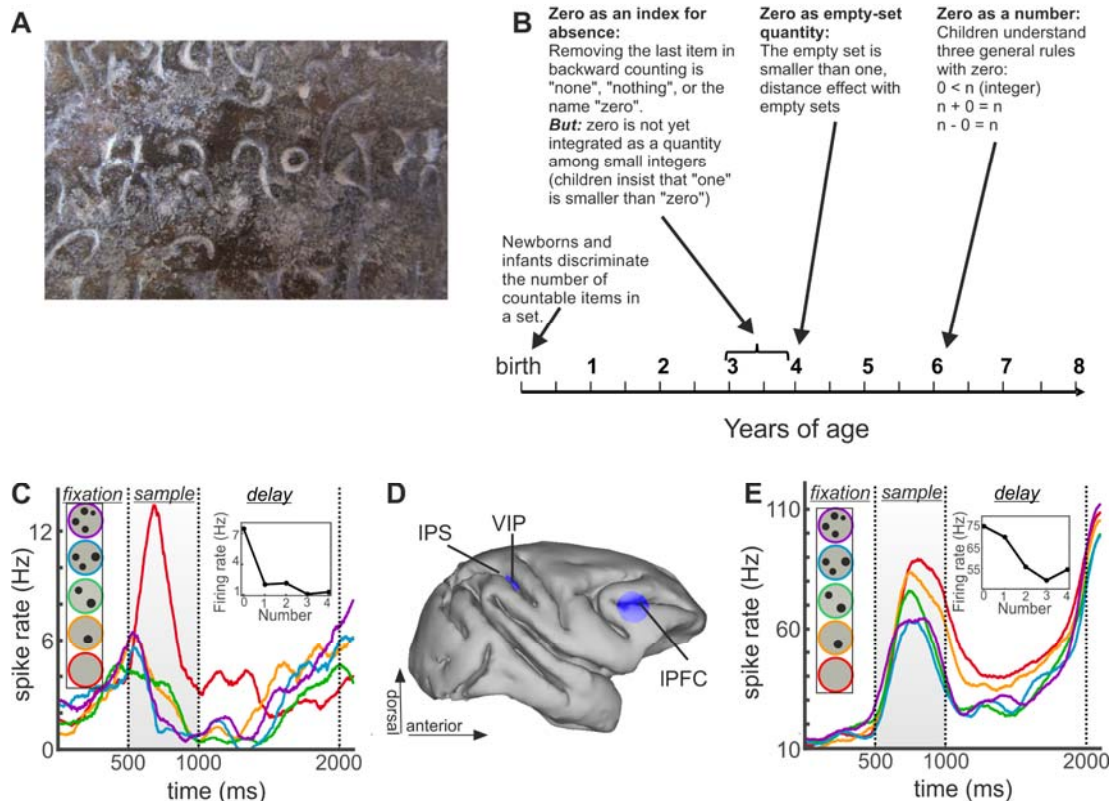 A
B
Zero as an index for
absence:
Removing the last item in
backward counting is
"none", "nothing", or the
name "zero".
But: zero is not yet
integrated as a quantity
among small integers
(children insist that "one"
is smaller than "zero")
Zero as empty-set
quantity:
The empty set is
smaller than one,
distance effect with
empty sets
Zero as a number:
Children understand
three general rules
with zero:
0 < n (integer)
n + 0 = n
n - 0 = n
Newborns and
infants discriminate
the number of
countable items in
a set.
birth 1 2 3 4 5 6 7 8
Years of age
C
fixation sample delay
12
6
0
spike rate (Hz)
500 1000 2000
time (ms)
Firing rate (Hz)
7
4
1
0 1 2 3 4
Number
D
IPS
VIP
lPFC
dorsal
anterior
E
fixation sample delay
110
60
10
spike rate (Hz)
500 1000 2000
time (ms)
Firing rate (Hz)
75
65
55
0 1 2 3 4
Number